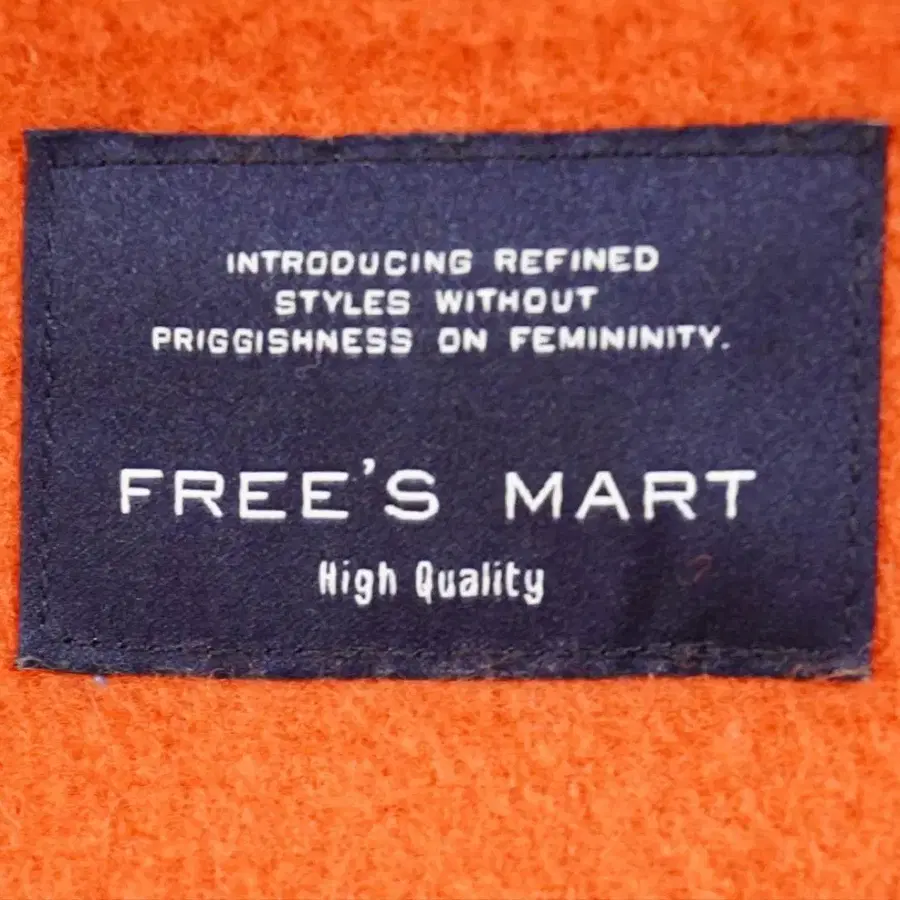 INTRODUCING REFINED
STYLES WITHOUT
PRIGGISHNESS ON FEMININITY.
FREE'S MART
High Quality